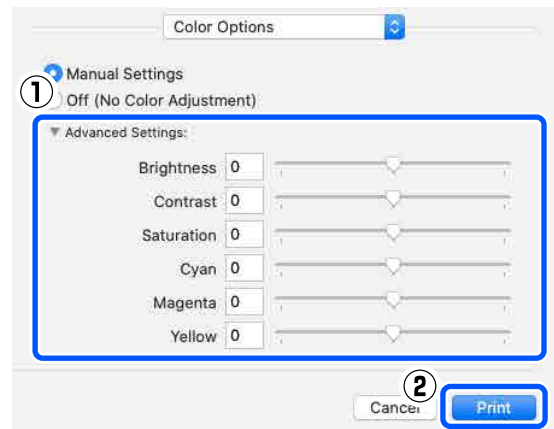 Color Options
Manual Settings
①
Off (No Color Adjustment)
Advanced Settings:
Brightness 0
Contrast 0
Saturation 0
Cyan 0
Magenta 0
Yellow 0
②
Cancel Print